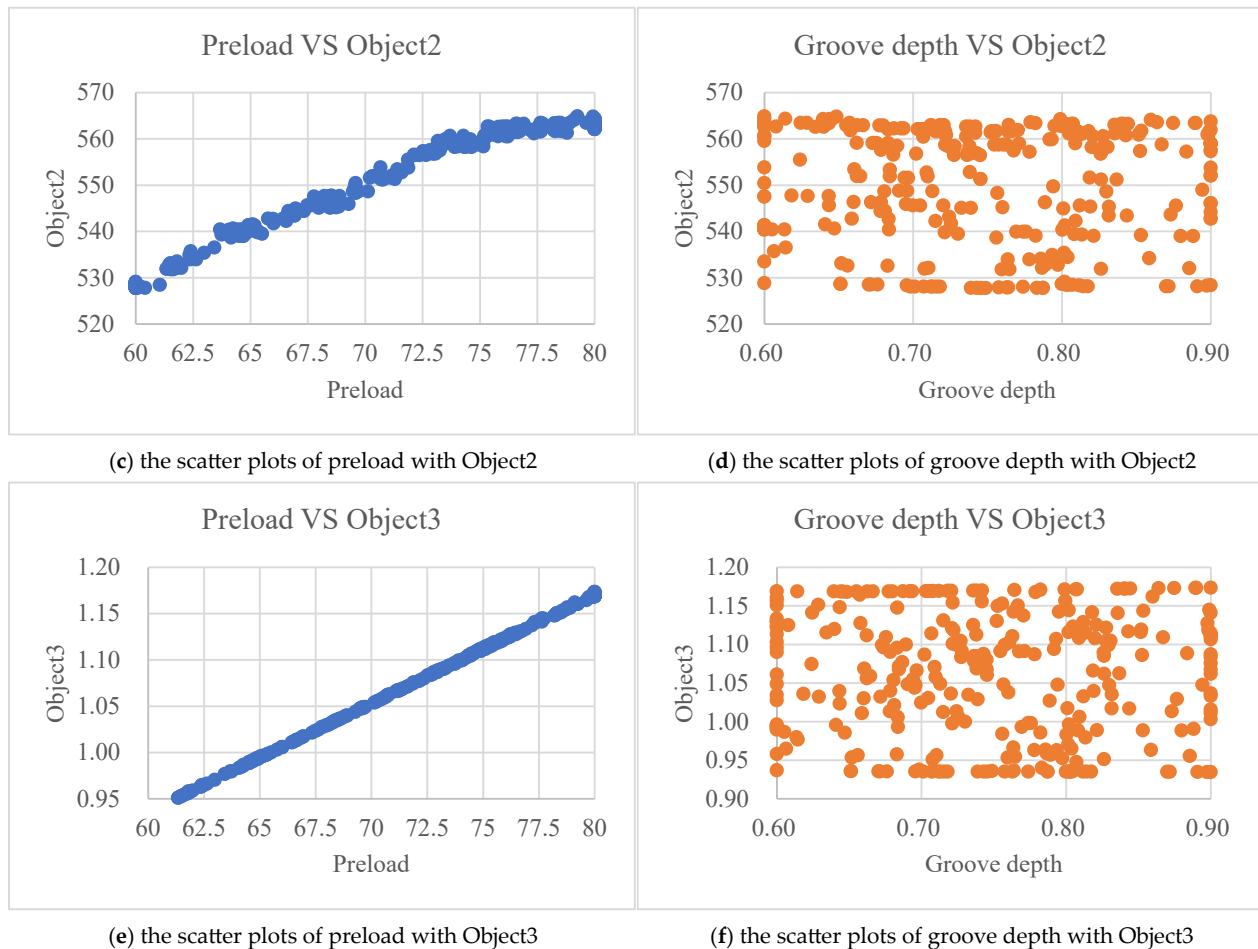 Preload VS Object2
570
560
550
540
530
520
Object2
60 62.5 65 67.5 70 72.5 75 77.5 80
Preload
Groove depth VS Object2
570
560
550
540
530
520
Object2
0.60 0.70 0.80 0.90
Groove depth
(c) the scatter plots of preload with Object2
(d) the scatter plots of groove depth with Object2
Preload VS Object3
1.20
1.15
1.10
1.05
1.00
0.95
Object3
60 62.5 65 67.5 70 72.5 75 77.5 80
Preload
Groove depth VS Object3
1.20
1.15
1.10
1.05
1.00
0.95
0.90
Object3
0.60 0.70 0.80 0.90
Groove depth
(e) the scatter plots of preload with Object3
(f) the scatter plots of groove depth with Object3